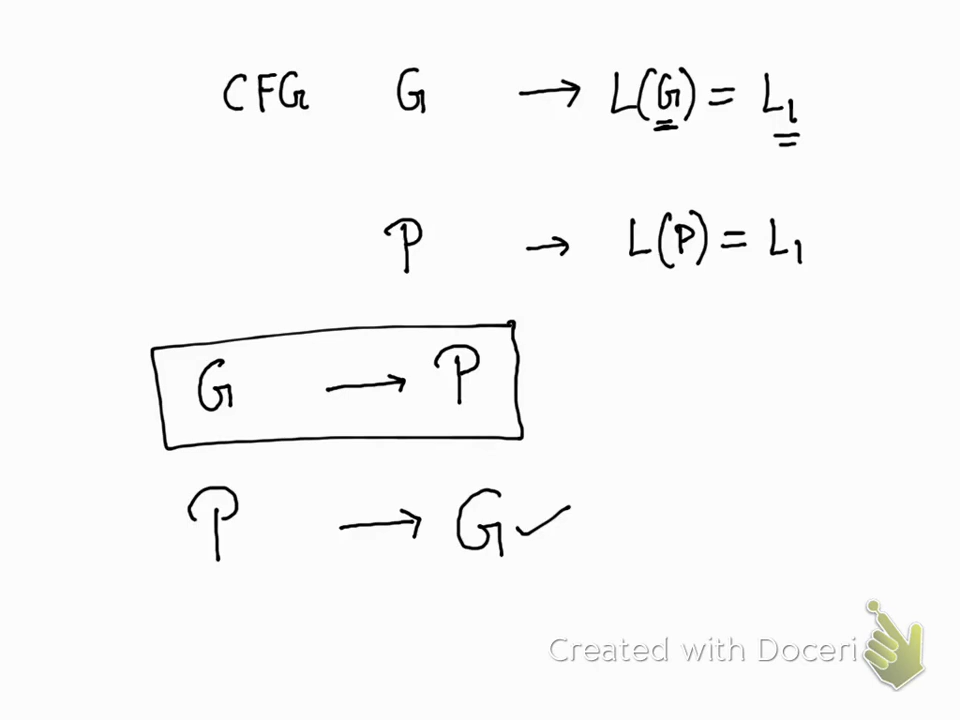 CFG G → L(G) = L₁
P → L(P) = L₁
G → P
P → G ✓
Created with Doceri